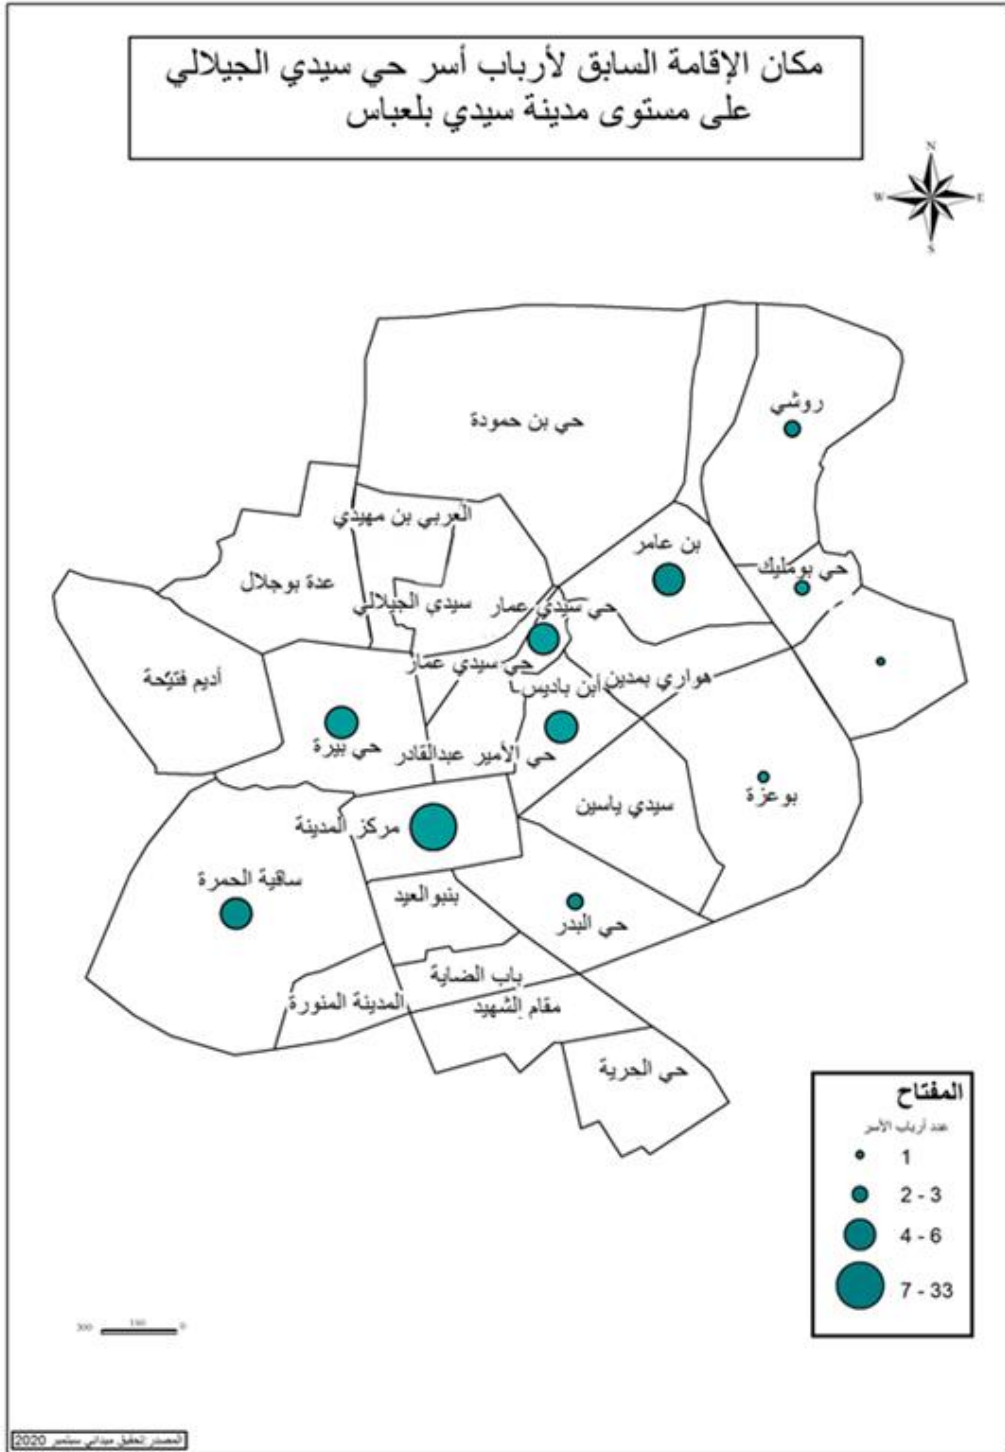 مكان الإقامة السابق لأرباب أسر حي سيدي الجيلالي
على مستوى مدينة سيدي بلعباس
N
W
E
S
روشي
حي بن حمودة
العربي بن مهيدي
بن عامر
حي بومليك
عدة بوجلال
سيدي الجيلالي
حي سيدي عمار
حي سيدي عمار
أديم فتيحة
هواري بمدين
أبن باديس
حي بيرة
حي الأمير عبدالقادر
بوعزة
سيدي ياسين
مركز المدينة
ساقية الحمرة
بنبو العيد
حي البدر
باب الضاية
المدينة المنورة
مقام الشهيد
حي الحرية
المفتاح
عدد أرباب الأسر
1
2 - 3
4 - 6
7 - 33
300
150
0
المصدر :تحقيق ميداني سبتمبر 2020